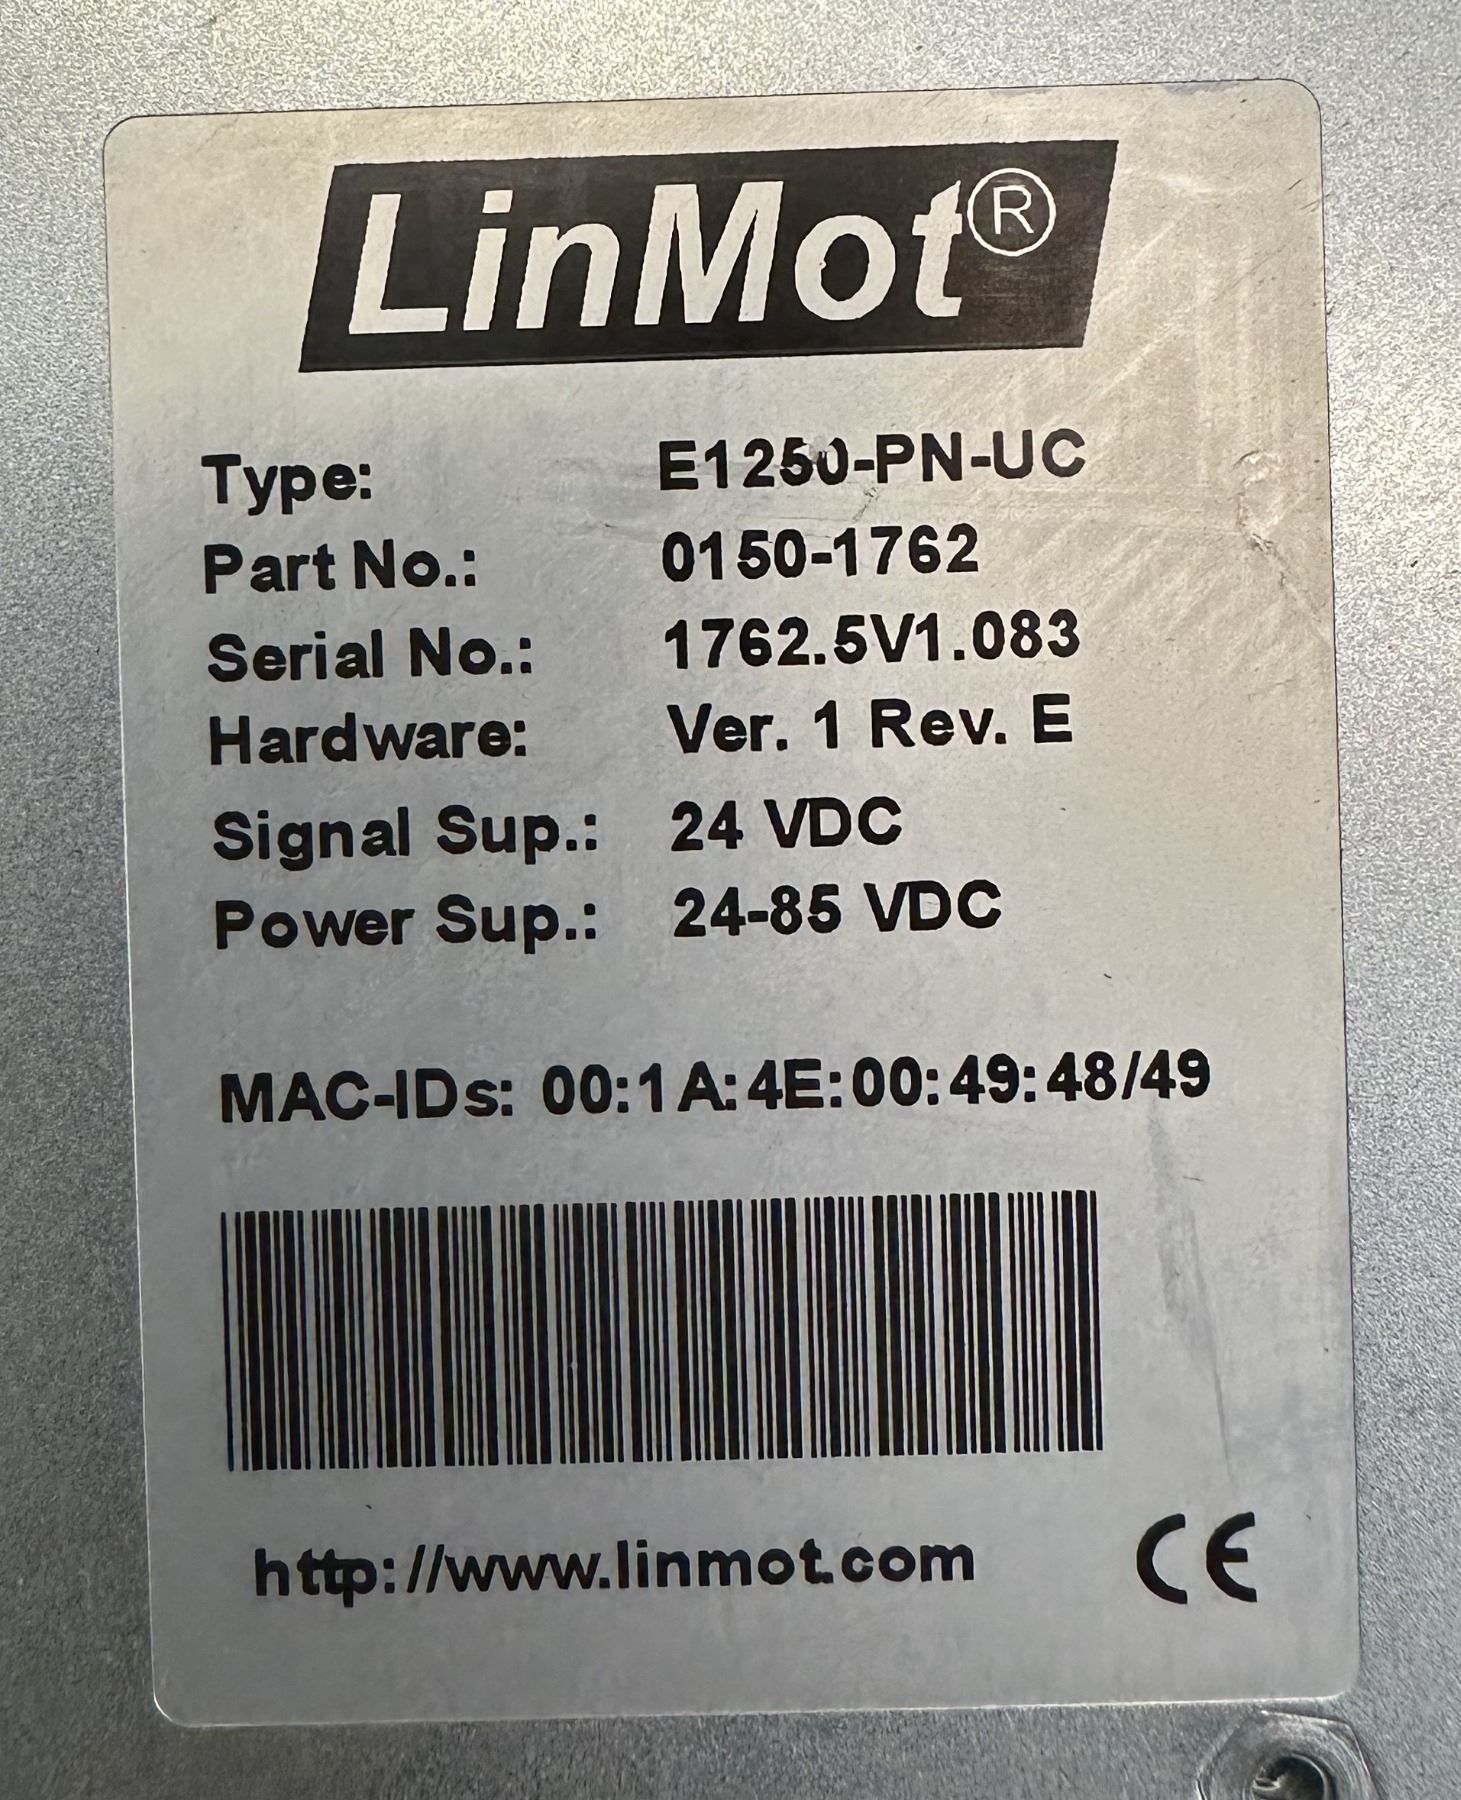 LinMot®
Type: E1250-PN-UC
Part No.: 0150-1762
Serial No.: 1762.5V1.083
Hardware: Ver. 1 Rev. E
Signal Sup.: 24 VDC
Power Sup.: 24-85 VDC
MAC-IDs: 00:1A:4E:00:49:48/49
http://www.linmot.com CE